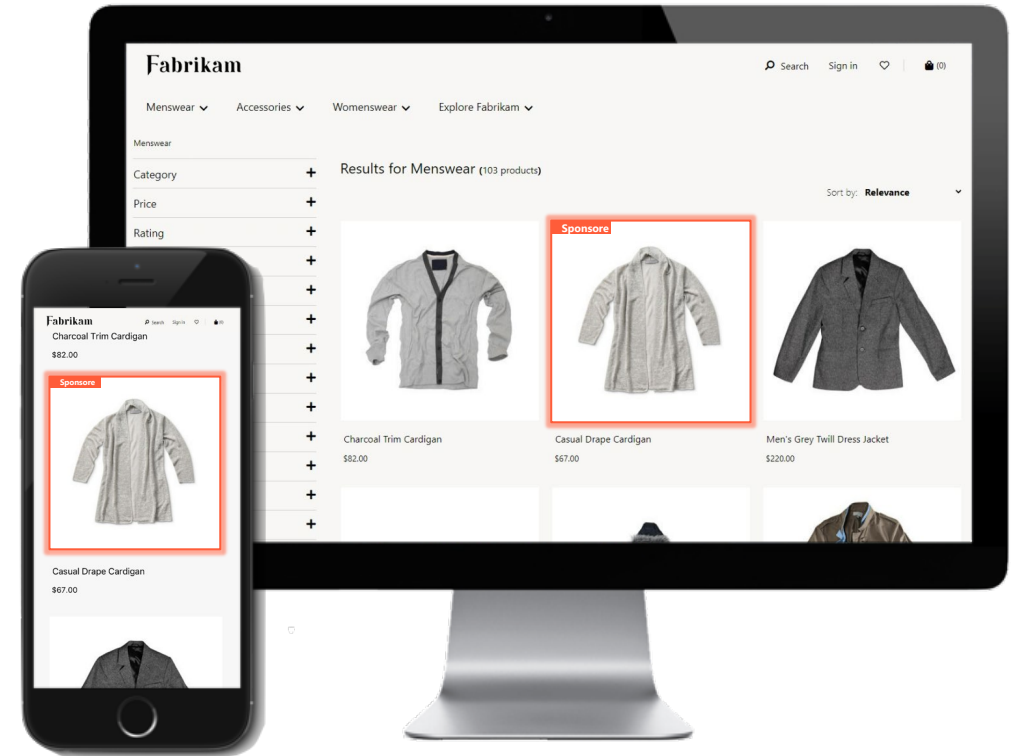 Fabrikam
Search Sign in (0)
Menswear Accessories Womenswear Explore Fabrikam
Menswear
Category
Price
Rating
Results for Menswear (103 products)
Sort by: Relevance
Sponsore
Charcoal Trim Cardigan
$82.00
Casual Drape Cardigan
$67.00
Men's Grey Twill Dress Jacket
$220.00
Fabrikam
Search Sign in (0)
Charcoal Trim Cardigan
$82.00
Sponsore
Casual Drape Cardigan
$67.00